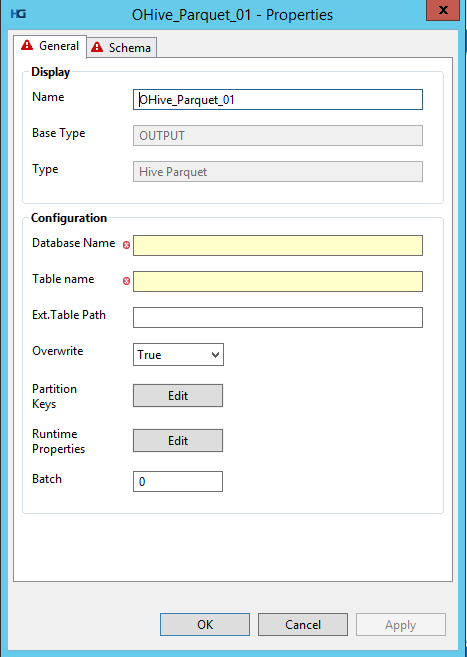 HG OHive_Parquet_01 - Properties x
General Schema
Display
Name OHive_Parquet_01
Base Type OUTPUT
Type Hive Parquet
Configuration
Database Name
Table name
Ext.Table Path
Overwrite True
Partition
Keys Edit
Runtime
Properties Edit
Batch 0
OK Cancel Apply